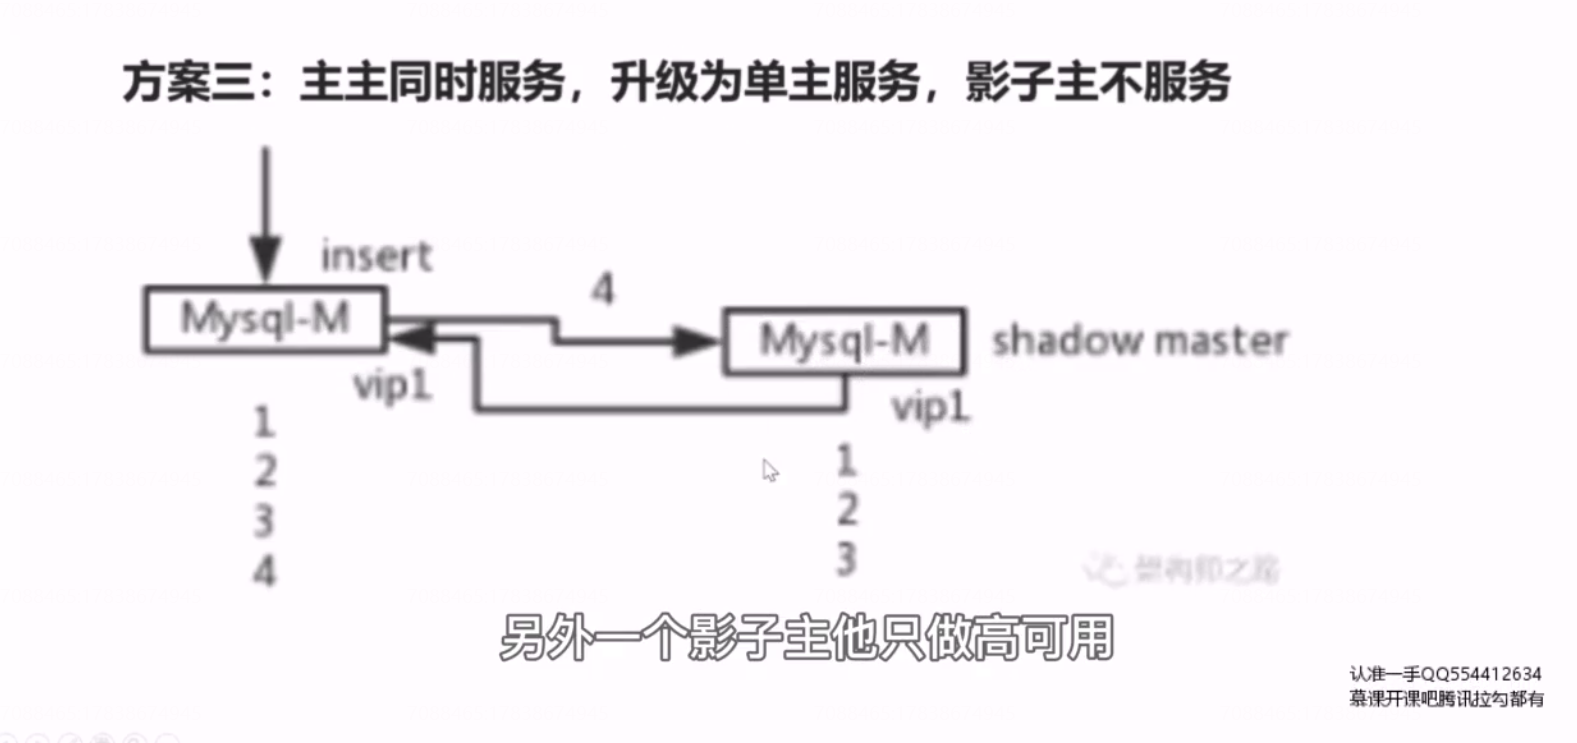 方案三：主主同时服务，升级为单主服务，影子主不服务
insert
4
Mysql-M
Mysql-M
shadow master
vip1
vip1
1
2
3
4
1
2
3
架构师之路
另外一个影子主他只做高可用
认准一手QQ554412634
慕课开课吧腾讯拉勾都有